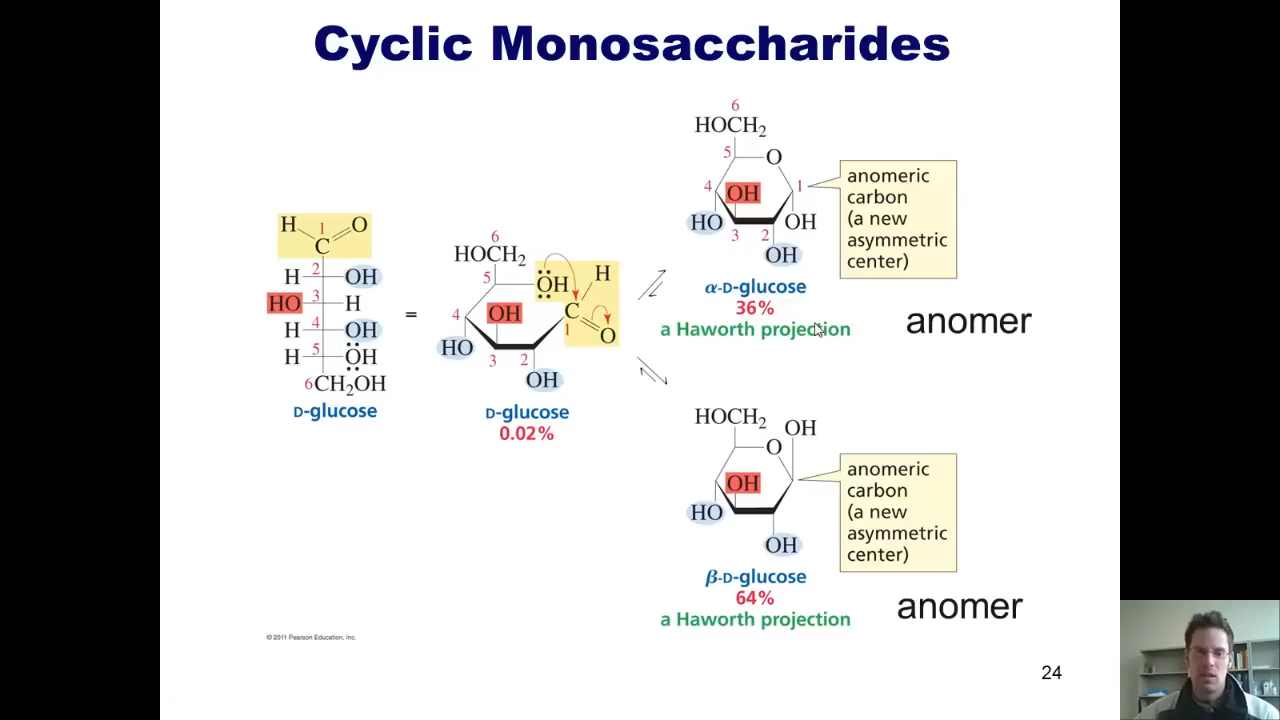 Cyclic Monosaccharides
H 1 O
C
2
H OH
HO 3 H
4
H OH
5
H OH
6 CH2OH
D-glucose
=
6
HOCH2
5 OH H
4 OH C
1
HO O
3 2
OH
D-glucose
0.02%
6
HOCH2
5 O
4 OH 1
HO OH
3 2
OH
α-D-glucose
36%
a Haworth projection
anomeric
carbon
(a new
asymmetric
center)
anomer
HOCH2 OH
O
OH
HO
OH
β-D-glucose
64%
a Haworth projection
anomeric
carbon
(a new
asymmetric
center)
anomer
© 2011 Pearson Education, Inc.
24